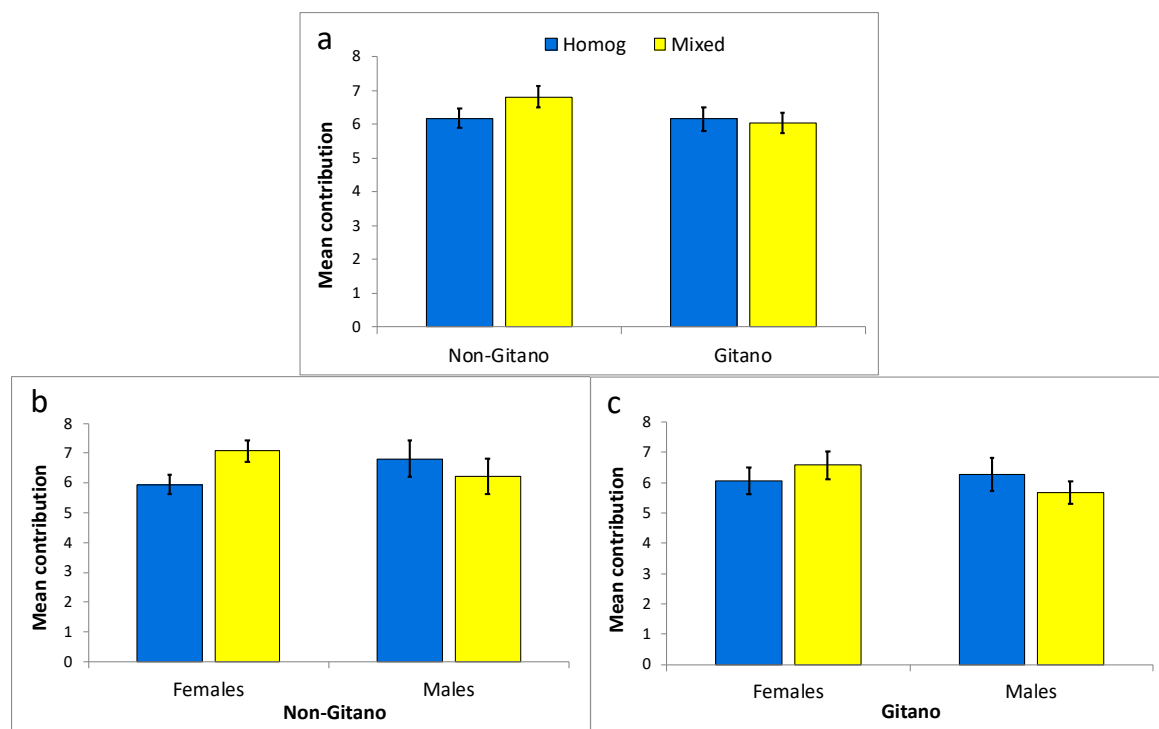 a
Homog Mixed
8
7
6
5
4
3
2
1
0
Mean contribution
Non-Gitano Gitano
b
8
7
6
5
4
3
2
1
0
Mean contribution
Females Males
Non-Gitano
c
8
7
6
5
4
3
2
1
0
Mean contribution
Females Males
Gitano